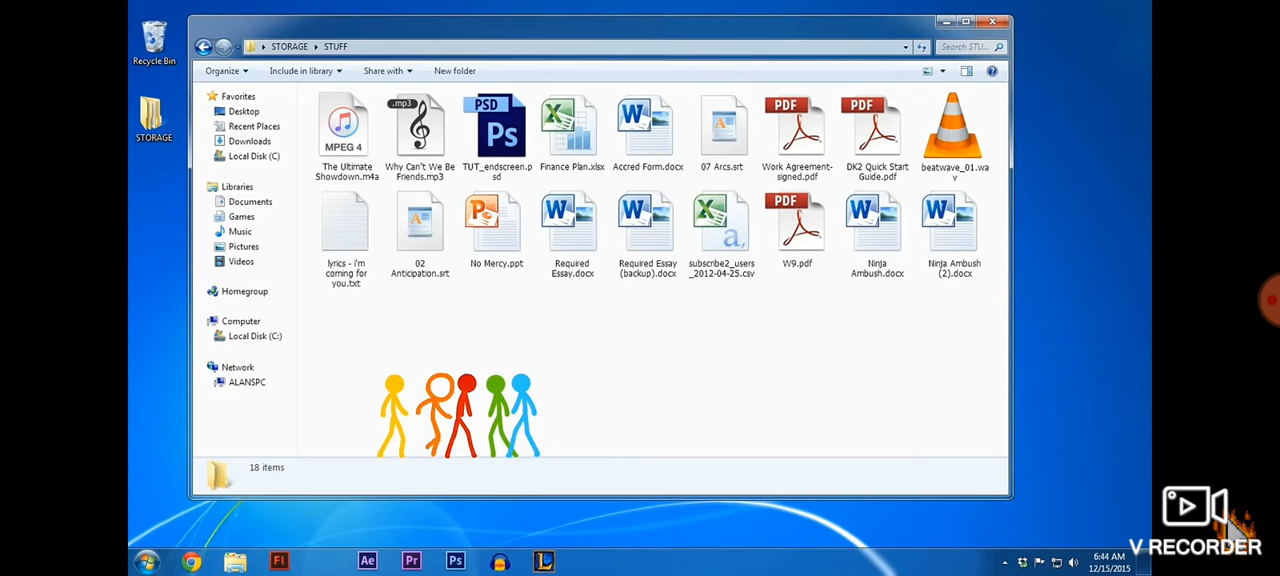 Recycle Bin
STORAGE
STORAGE
STUFF
Search STU...
Organize
Include in library
Share with
New folder
Favorites
Desktop
Recent Places
Downloads
Local Disk (C)
Libraries
Documents
Games
Music
Pictures
Videos
Homegroup
Computer
Local Disk (C:)
Network
ALANSPC
MPEG 4
The Ultimate
Showdown.m4a
.mp3
Why Can't We Be
Friends.mp3
PSD
Ps
TUT_endscreen.p
sd
Finance Plan.xlsx
W
Accred Form.docx
07 Arcs.srt
PDF
Work Agreement-
signed.pdf
PDF
DK2 Quick Start
Guide.pdf
beatwave_01.wa
v
lyrics - i'm
coming for
you.txt
02
Anticipation.srt
P
No Mercy.ppt
W
Required
Essay.docx
W
Required Essay
(backup).docx
X
a,
subscribe2_users
_2012-04-25.csv
PDF
W9.pdf
W
Ninja
Ambush.docx
W
Ninja Ambush
(2).docx
18 items
Fl
Ae
Pr
Ps
L
6:44 AM
12/15/2015
V RECORDER